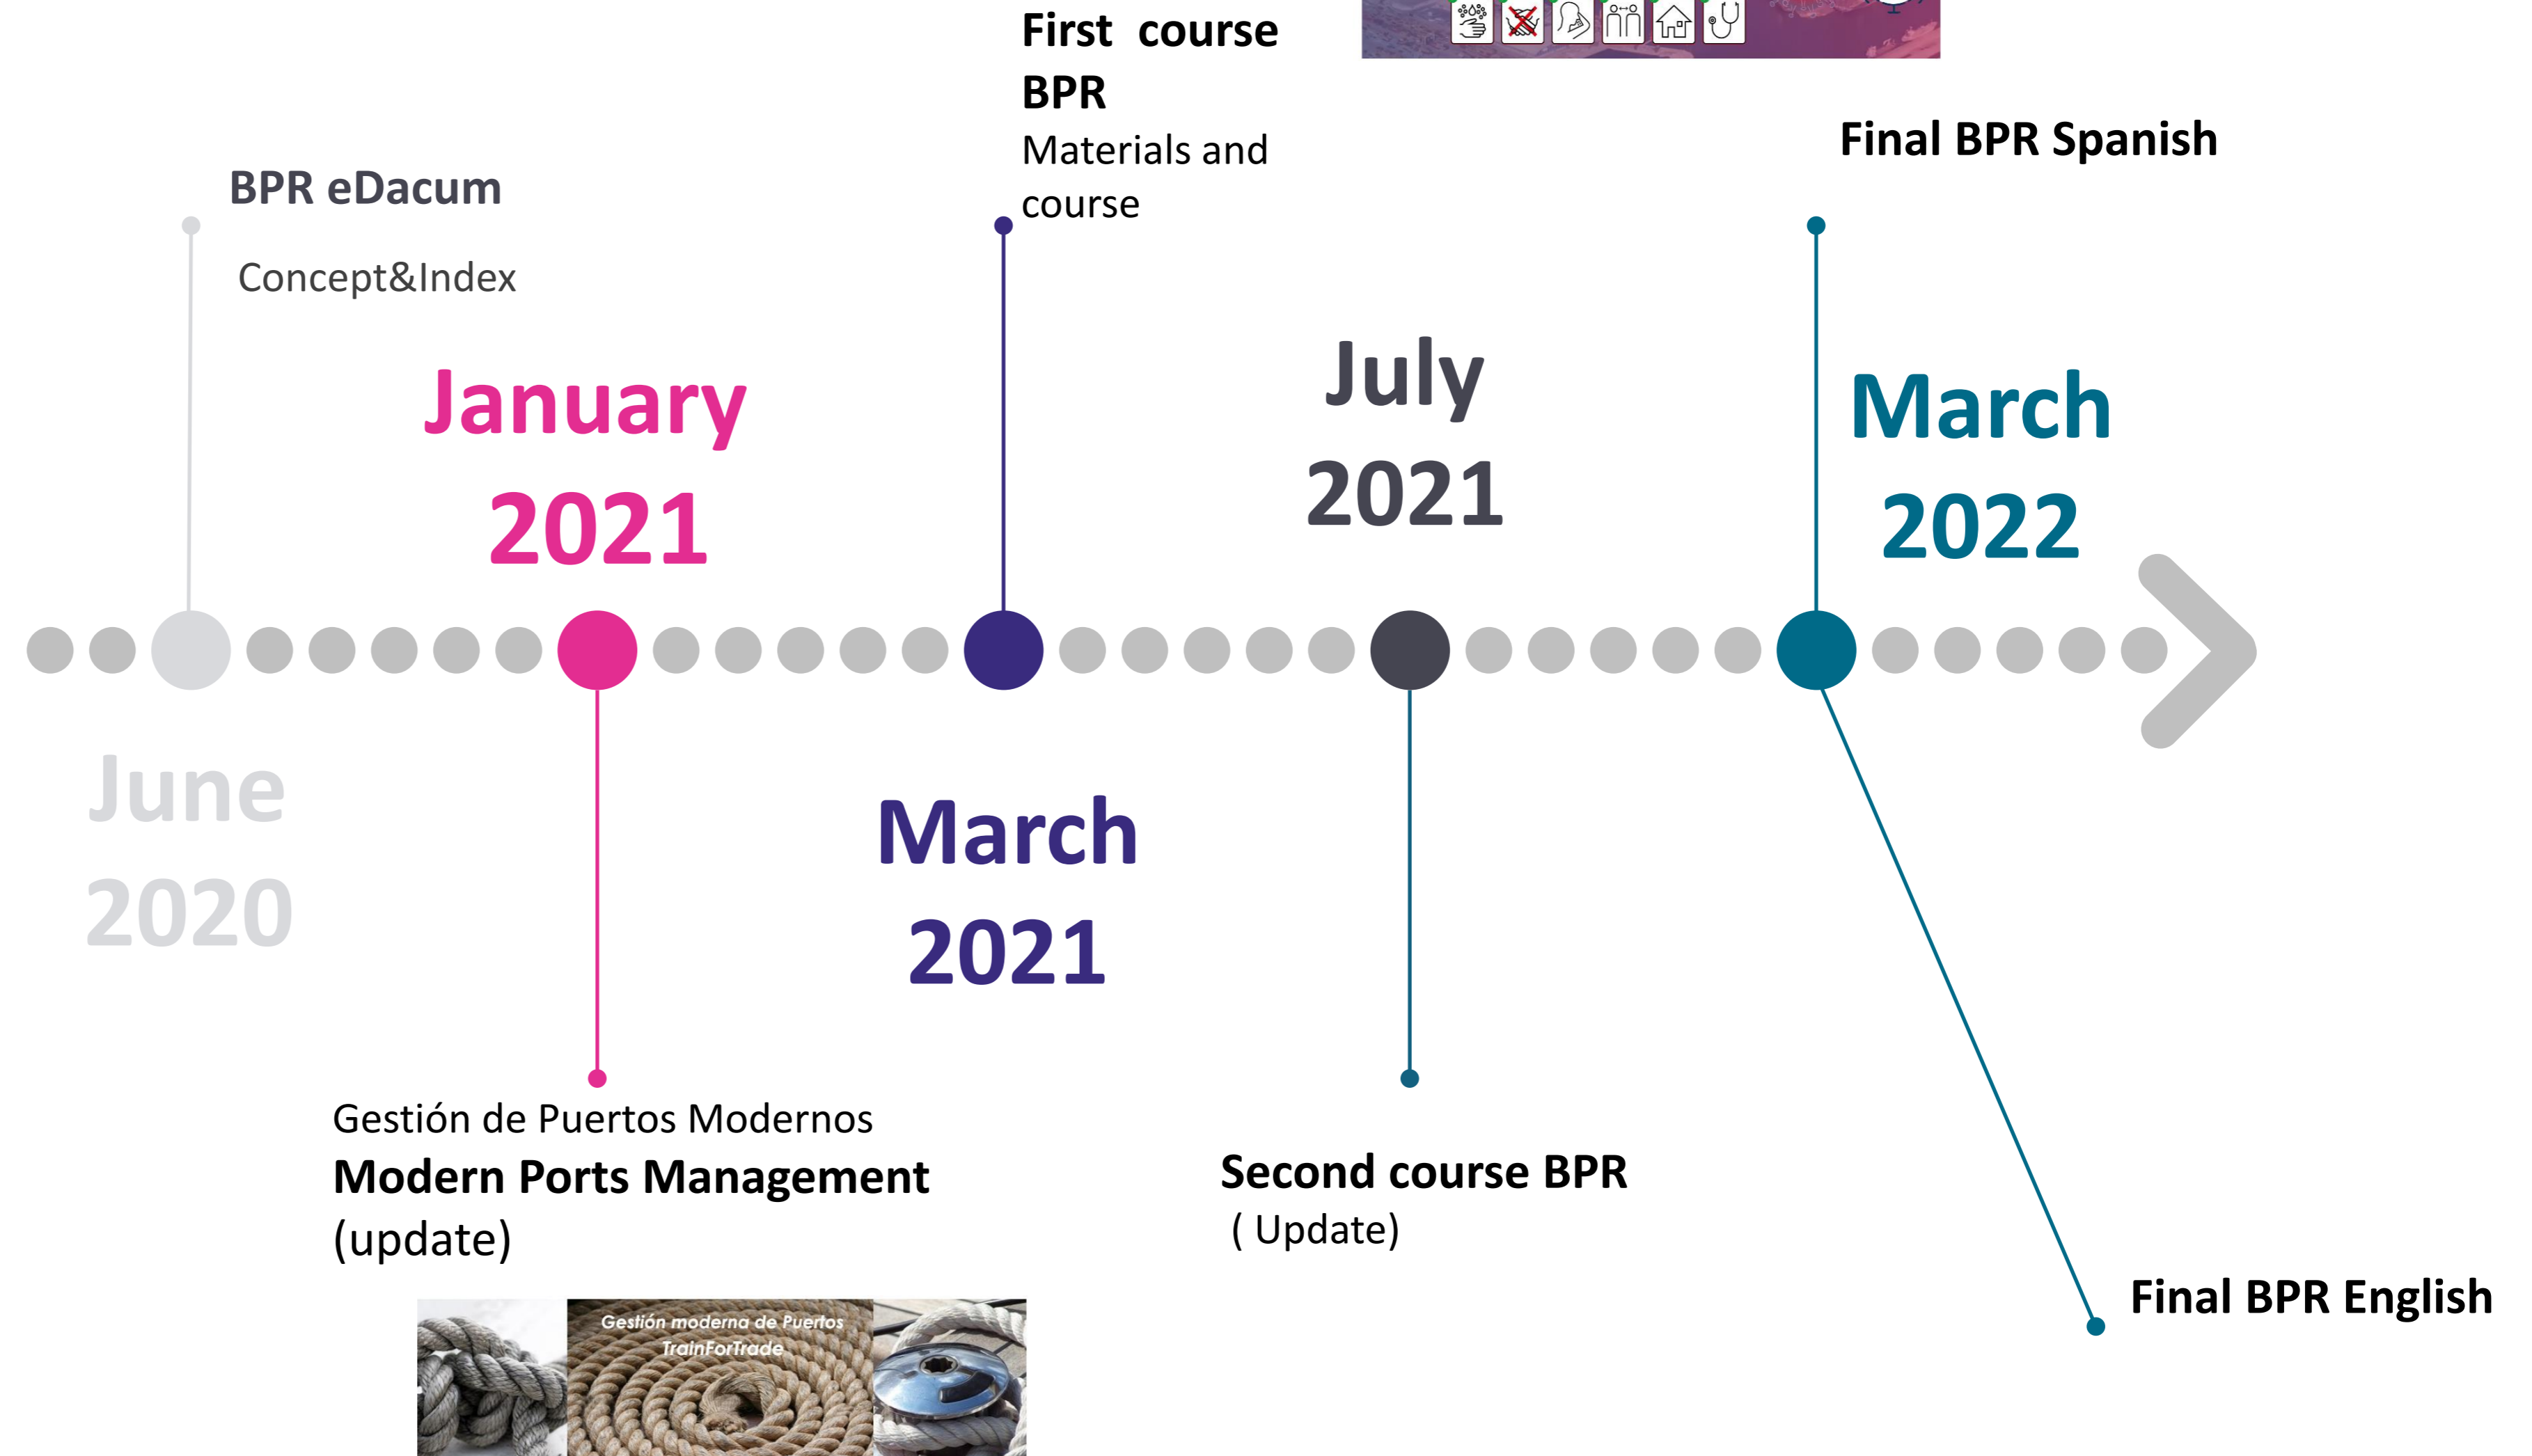 First  course
BPR
Materials and
course
Final BPR Spanish
BPR eDacum
Concept&Index
January
2021
July
2021
March
2022
June
2020
March
2021
Gestión de Puertos Modernos
Modern Ports Management
(update)
Second course BPR
( Update)
Final BPR English
Gestión moderna de Puertos
TrainForTrade